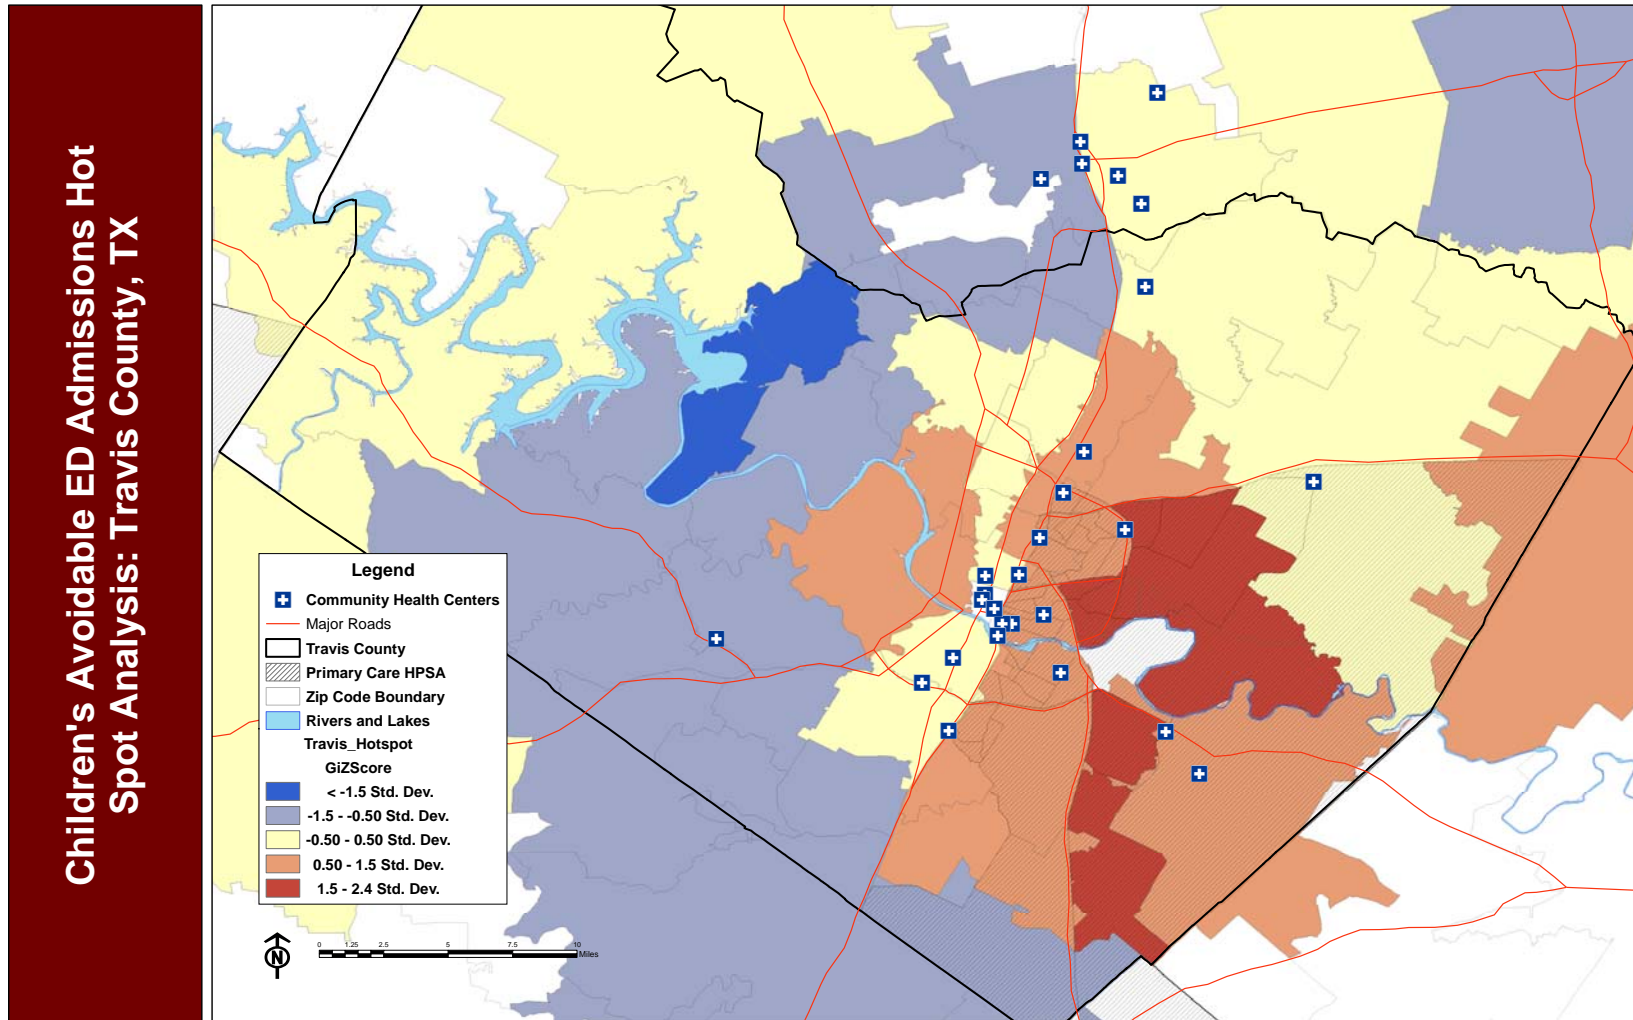 Children's Avoidable ED Admissions Hot
Spot Analysis: Travis County, TX
Legend
Community Health Centers
Major Roads
Travis County
Primary Care HPSA
Zip Code Boundary
Rivers and Lakes
Travis_Hotspot
GiZScore
< -1.5 Std. Dev.
-1.5 - -0.50 Std. Dev.
-0.50 - 0.50 Std. Dev.
0.50 - 1.5 Std. Dev.
1.5 - 2.4 Std. Dev.
N
0 1.25 2.5 5 7.5 10
Miles